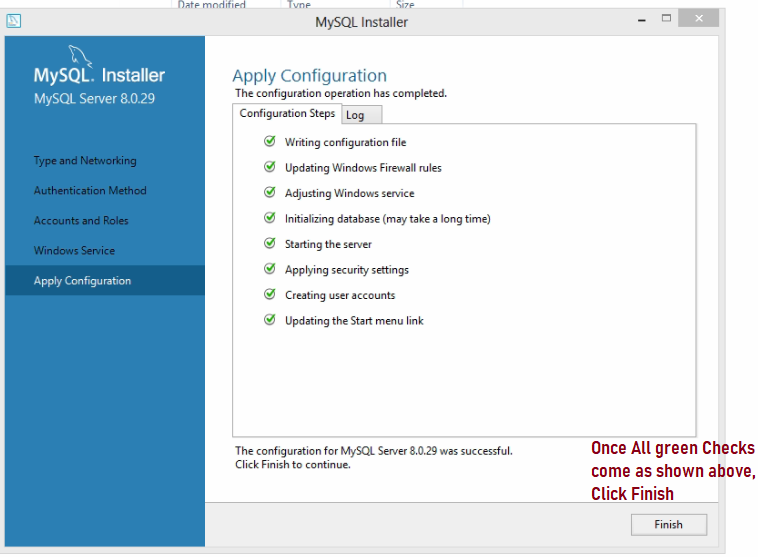 Date modified Type Size
MySQL Installer
MySQL. Installer
MySQL Server 8.0.29
Type and Networking
Authentication Method
Accounts and Roles
Windows Service
Apply Configuration
Apply Configuration
The configuration operation has completed.
Configuration Steps Log
Writing configuration file
Updating Windows Firewall rules
Adjusting Windows service
Initializing database (may take a long time)
Starting the server
Applying security settings
Creating user accounts
Updating the Start menu link
The configuration for MySQL Server 8.0.29 was successful.
Click Finish to continue.
Once All green Checks
come as shown above,
Click Finish
Finish